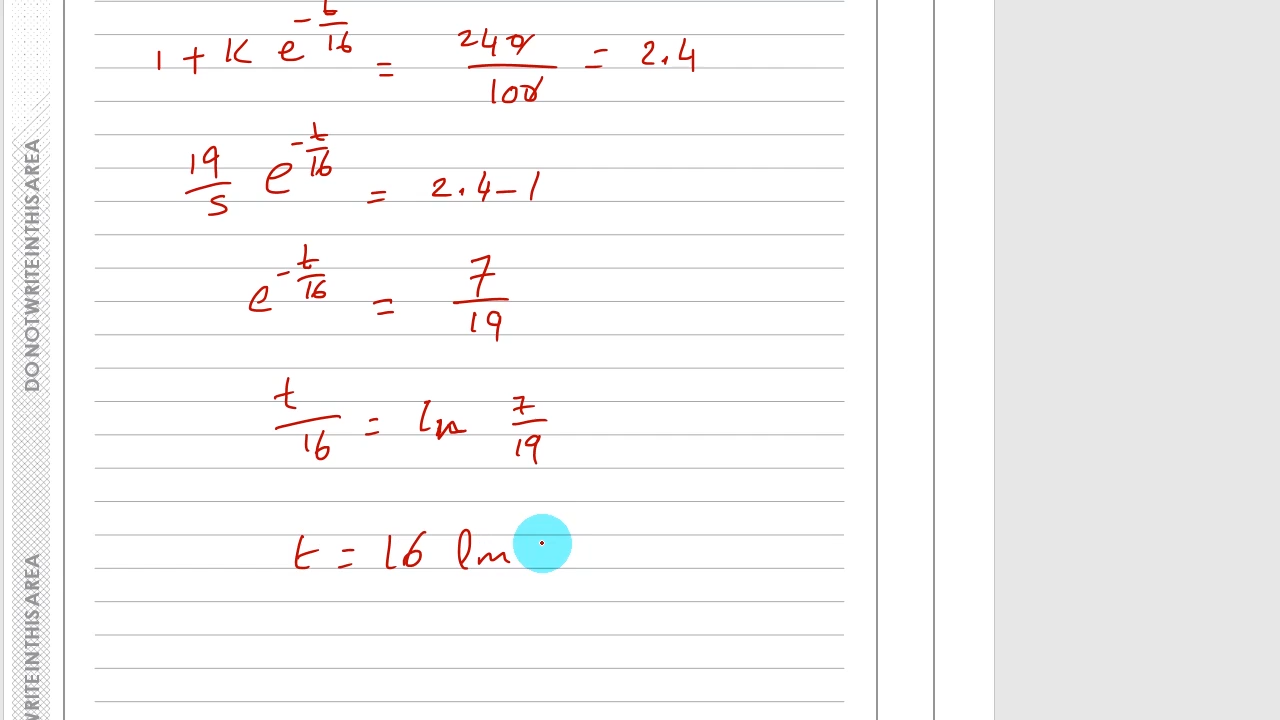 1 + k e^{-t/16} = 240/100 = 2.4
19/5 e^{-t/16} = 2.4 - 1
e^{-t/16} = 7/19
t/16 = ln 7/19
t = 16 ln
DO NOT WRITE IN THIS AREA
WRITE IN THIS AREA